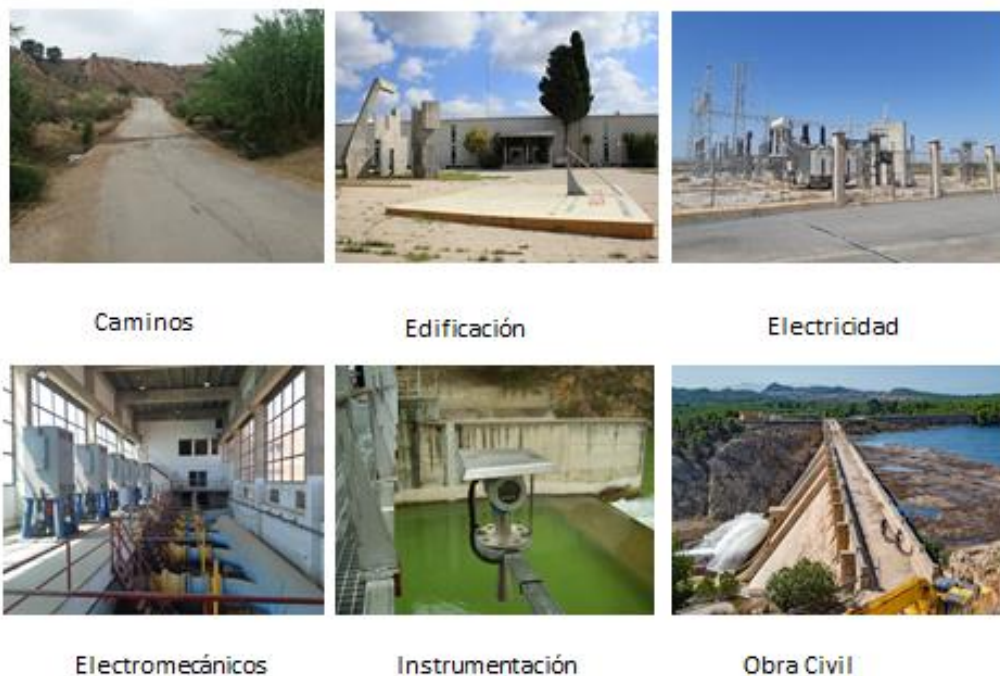 Caminos
Edificación
Electricidad
Electromecánicos
Instrumentación
Obra Civil